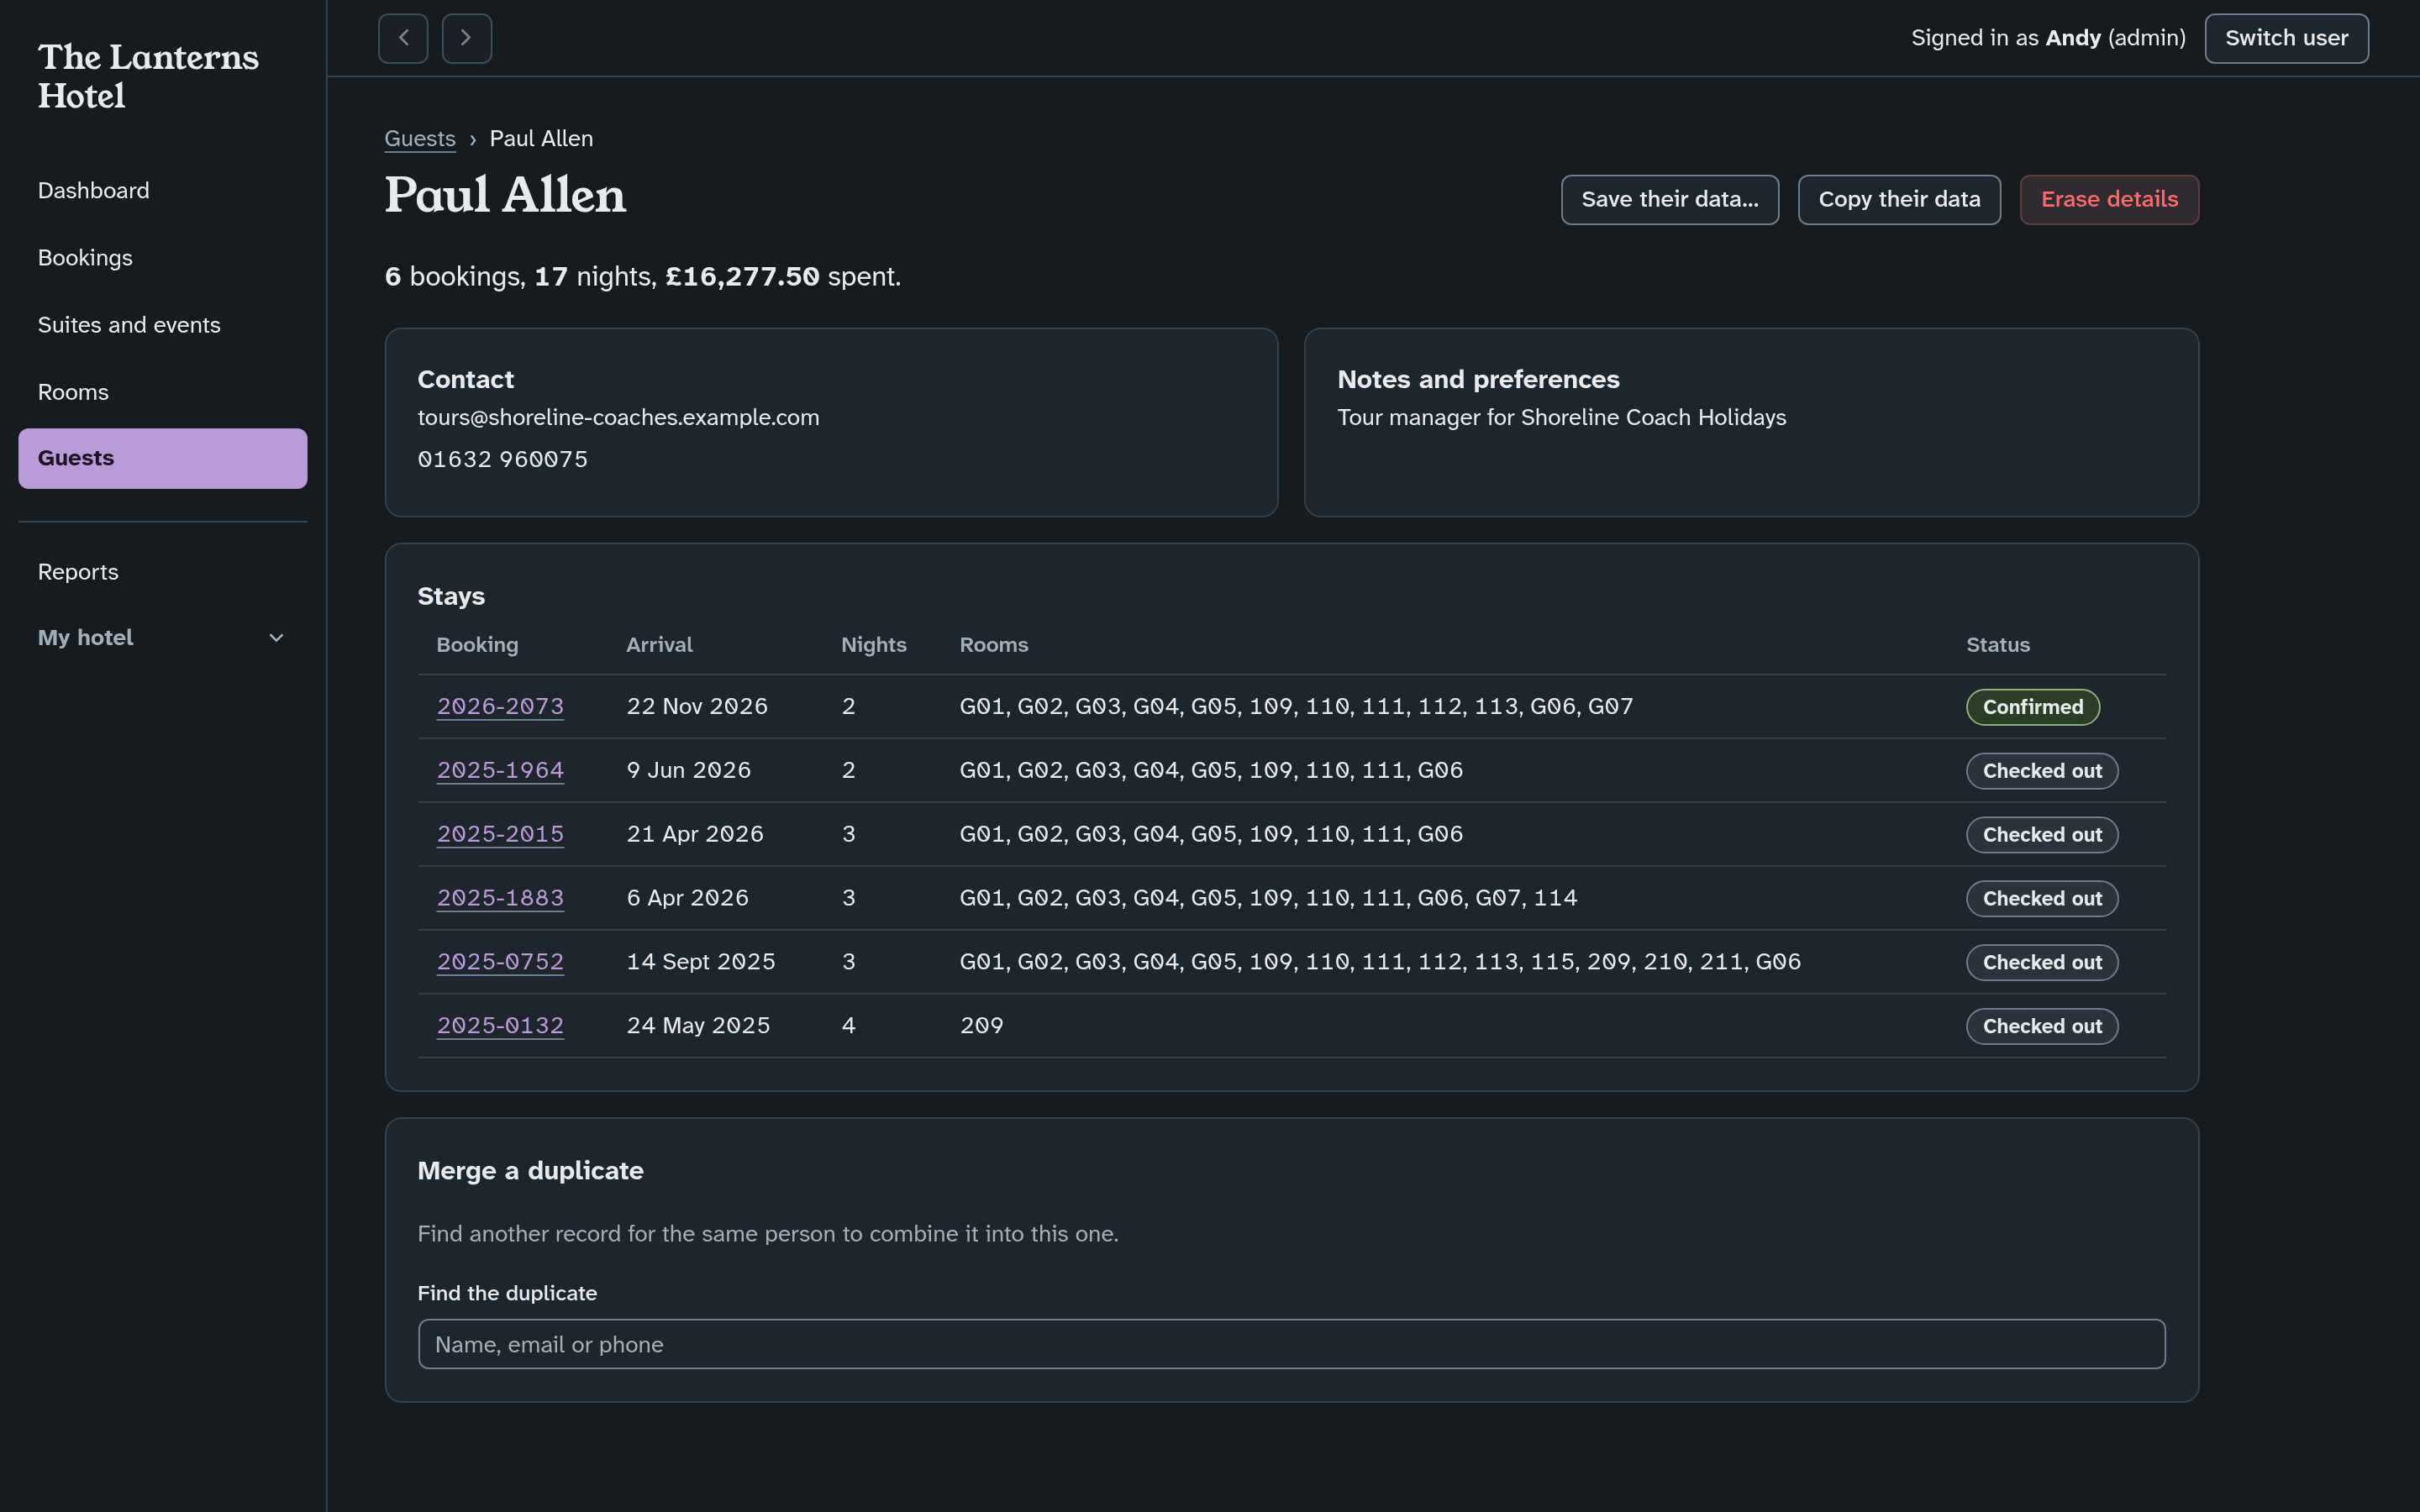 The Lanterns
Hotel
Dashboard
Bookings
Suites and events
Rooms
Guests
Reports
My hotel
Signed in as Andy (admin)
Switch user
Guests › Paul Allen
Paul Allen
Save their data...
Copy their data
Erase details
6 bookings, 17 nights, £16,277.50 spent.
Contact
tours@shoreline-coaches.example.com
01632 960075
Notes and preferences
Tour manager for Shoreline Coach Holidays
Stays
Booking Arrival Nights Rooms Status
2026-2073 22 Nov 2026 2 G01, G02, G03, G04, G05, 109, 110, 111, 112, 113, G06, G07 Confirmed
2025-1964 9 Jun 2026 2 G01, G02, G03, G04, G05, 109, 110, 111, G06 Checked out
2025-2015 21 Apr 2026 3 G01, G02, G03, G04, G05, 109, 110, 111, G06 Checked out
2025-1883 6 Apr 2026 3 G01, G02, G03, G04, G05, 109, 110, 111, G06, G07, 114 Checked out
2025-0752 14 Sept 2025 3 G01, G02, G03, G04, G05, 109, 110, 111, 112, 113, 115, 209, 210, 211, G06 Checked out
2025-0132 24 May 2025 4 209 Checked out
Merge a duplicate
Find another record for the same person to combine it into this one.
Find the duplicate
Name, email or phone